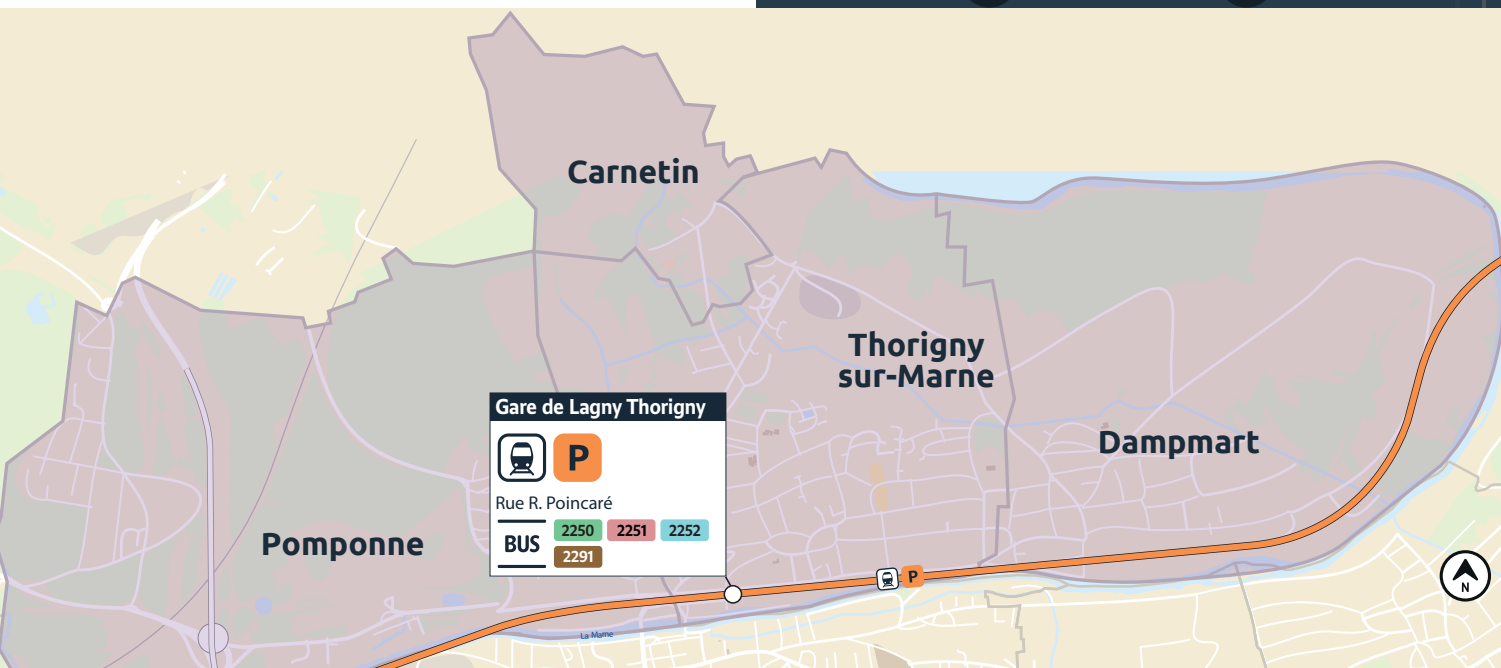 Carnetin
Thorigny
sur-Marne
Gare de Lagny Thorigny
P
Rue R. Poincaré
BUS
2250 2251 2252
2291
Dampmart
Pomponne
P
La Marne
N